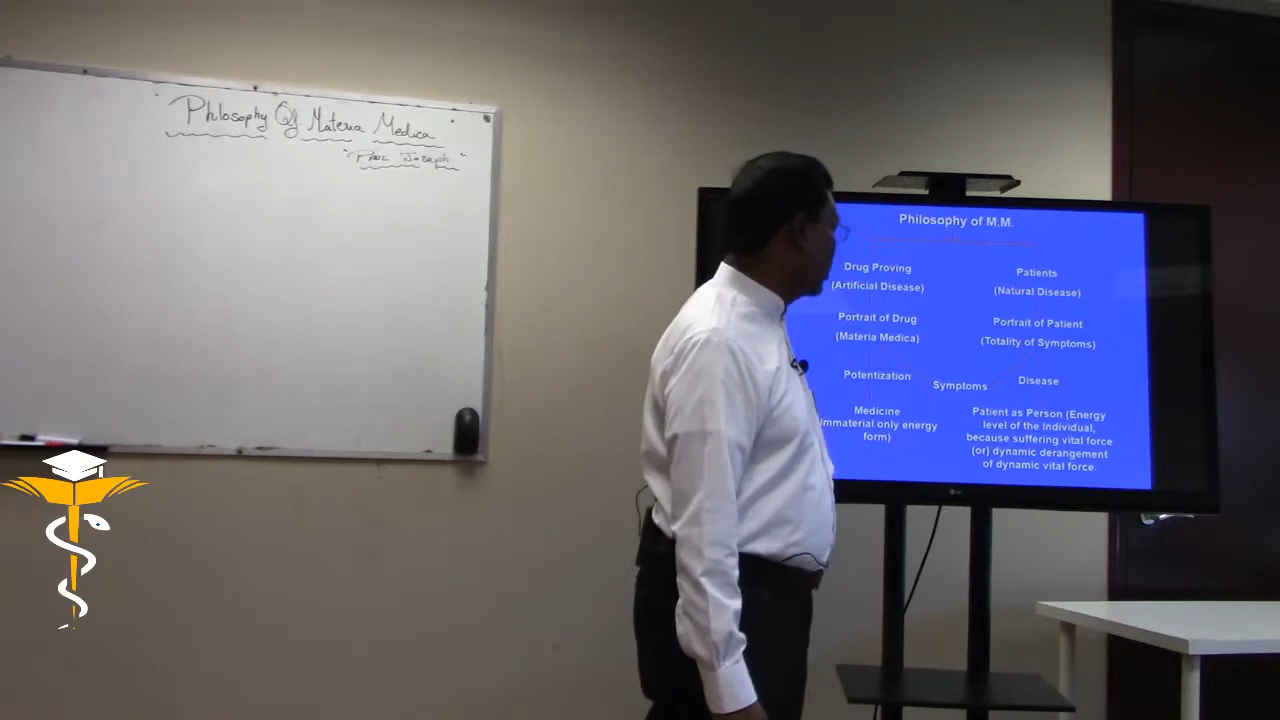 Philosophy Of Materia Medica
Joseph
Philosophy of M.M.
Drug Proving
(Artificial Disease)
Portrait of Drug
(Materia Medica)
Potentization
Medicine
Immaterial only energy
form)
Symptoms
Patients
(Natural Disease)
Portrait of Patient
(Totality of Symptoms)
Disease
Patient as Person (Energy
level of the Individual,
because suffering vital force
(or) dynamic derangement
of dynamic vital force.
LG